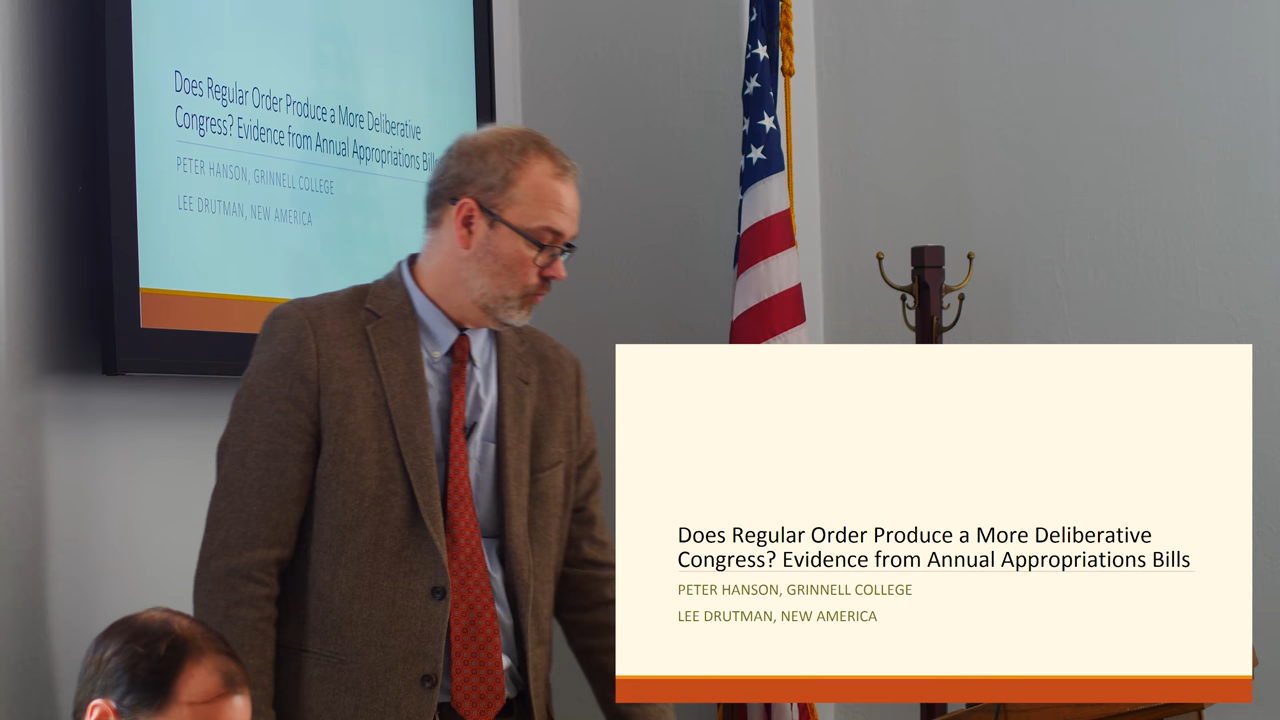 Does Regular Order Produce a More Deliberative
Congress? Evidence from Annual Appropriations Bills
PETER HANSON, GRINNELL COLLEGE
LEE DRUTMAN, NEW AMERICA
Does Regular Order Produce a More Deliberative
Congress? Evidence from Annual Appropriations Bills
PETER HANSON, GRINNELL COLLEGE
LEE DRUTMAN, NEW AMERICA